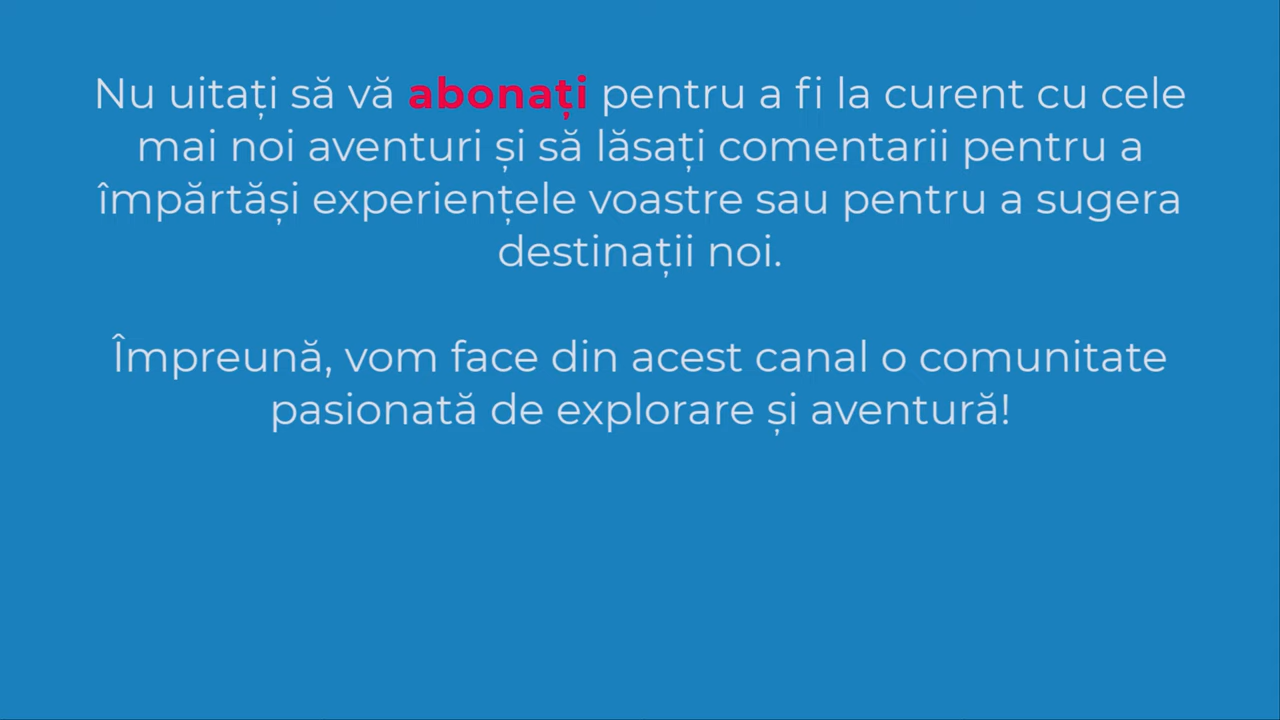 Nu uitați să vă abonați pentru a fi la curent cu cele
mai noi aventuri și să lăsați comentarii pentru a
împărtăși experiențele voastre sau pentru a sugera
destinații noi.
Împreună, vom face din acest canal o comunitate
pasionată de explorare și aventură!